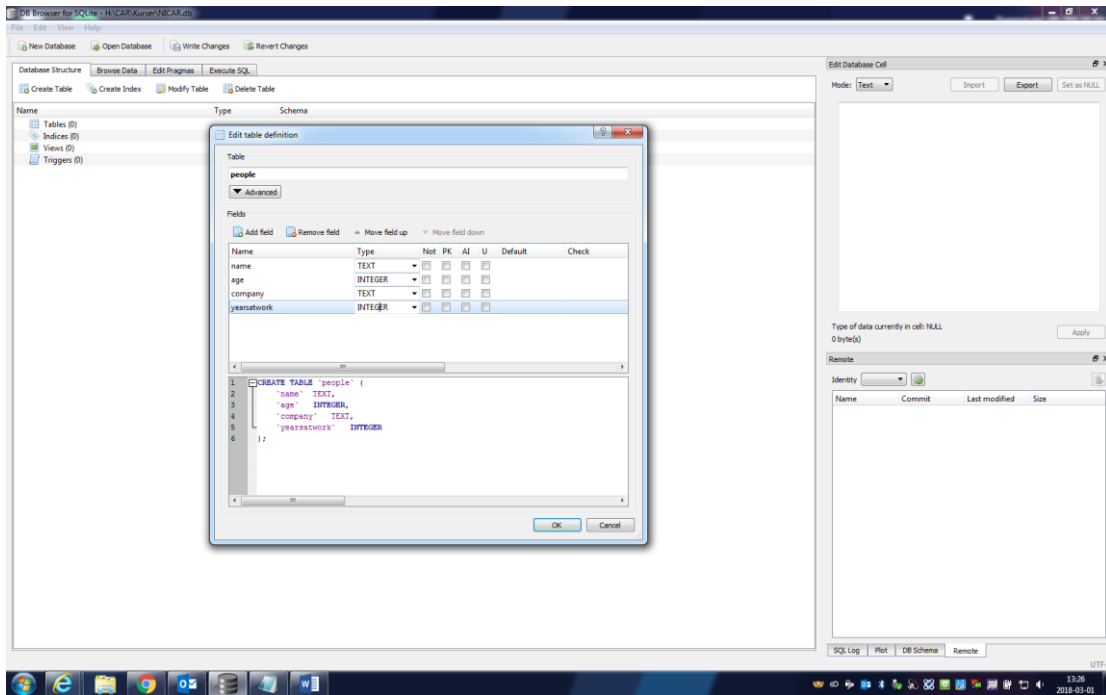 DB Browser for SQLite - H:\CAR\Kurser\NICAR.db
File Edit View Help
New Database Open Database Write Changes Revert Changes
Database Structure Browse Data Edit Pragmas Execute SQL
Create Table Create Index Modify Table Delete Table
Name Type Schema
Tables (0)
Indices (0)
Views (0)
Triggers (0)
Edit table definition
Table
people
Advanced
Fields
Add field Remove field Move field up Move field down
Name Type Not PK AI U Default Check
name TEXT
age INTEGER
company TEXT
yearsatwork INTEGER
1 CREATE TABLE `people` (
2 `name` TEXT,
3 `age` INTEGER,
4 `company` TEXT,
5 `yearsatwork` INTEGER
6 );
OK Cancel
Edit Database Cell
Mode: Text Import Export Set as NULL
Type of data currently in cell: NULL
0 byte(s)
Apply
Remote
Identity
Name Commit Last modified Size
SQL Log Plot DB Schema Remote
UTF-
13:26
2018-03-01